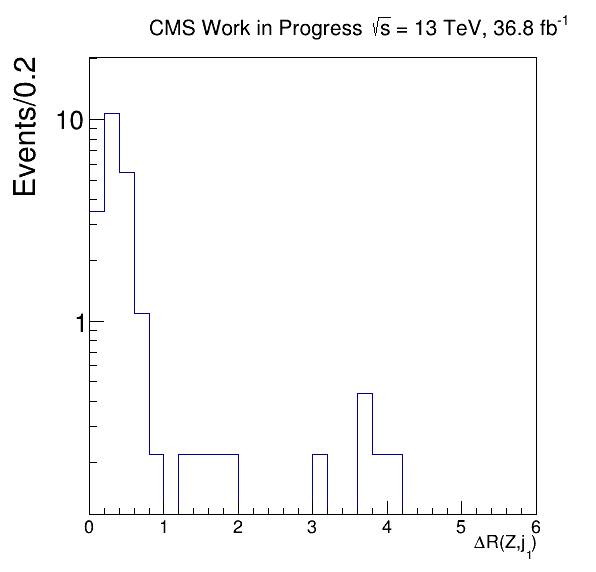 CMS Work in Progress √s = 13 TeV, 36.8 fb⁻¹
Events/0.2
10
1
0 1 2 3 4 5 6
ΔR(Z,j₁)